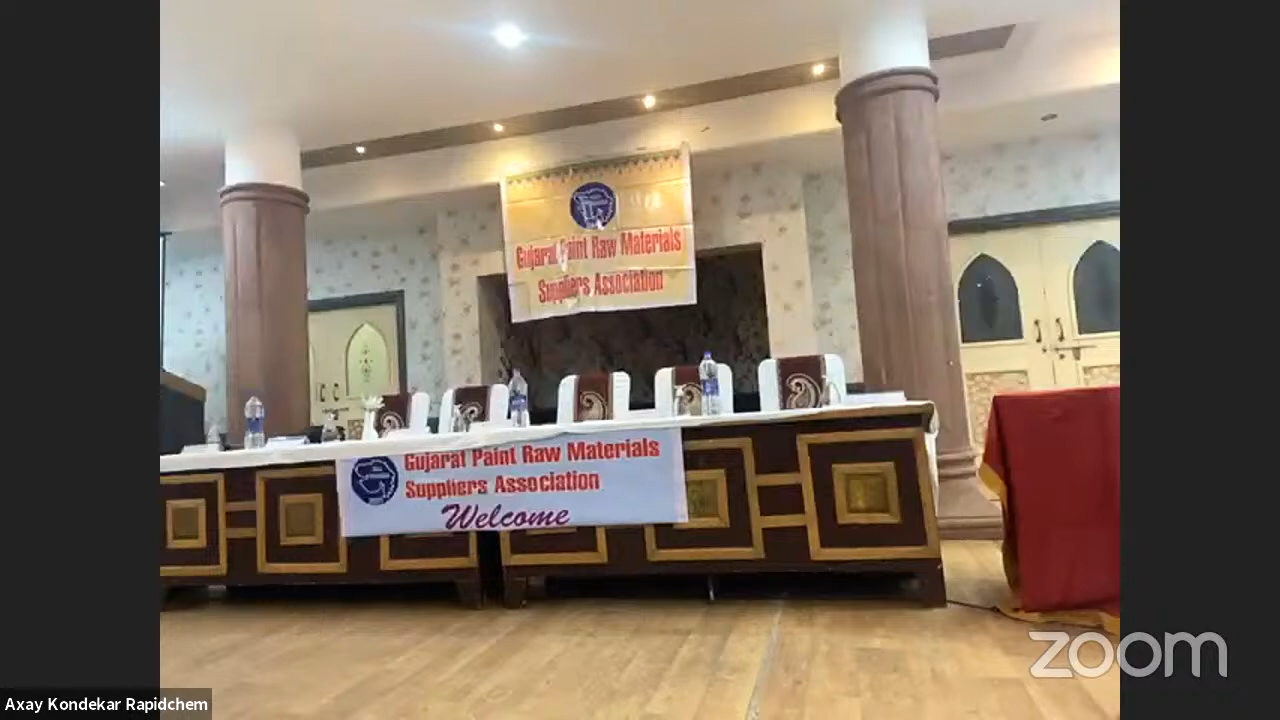 Gujarat Paint Raw Materials
Suppliers Association
Gujarat Paint Raw Materials
Suppliers Association
Welcome
zoom
Axay Kondekar Rapidchem